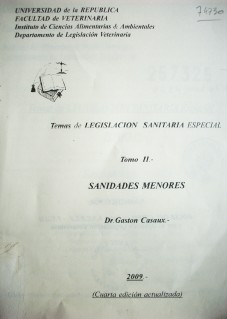 UNIVERSIDAD de la REPUBLICA
74730
FACULTAD de VETERINARIA
Instituto de Ciencias Alimentarias & Ambientales
Departamento de Legislación Veterinaria
Temas de LEGISLACION SANITARIA ESPECIAL
Tomo II.-
SANIDADES MENORES
Dr Gaston Casaux.-
2009.-
(Cuarta edición actualizada)